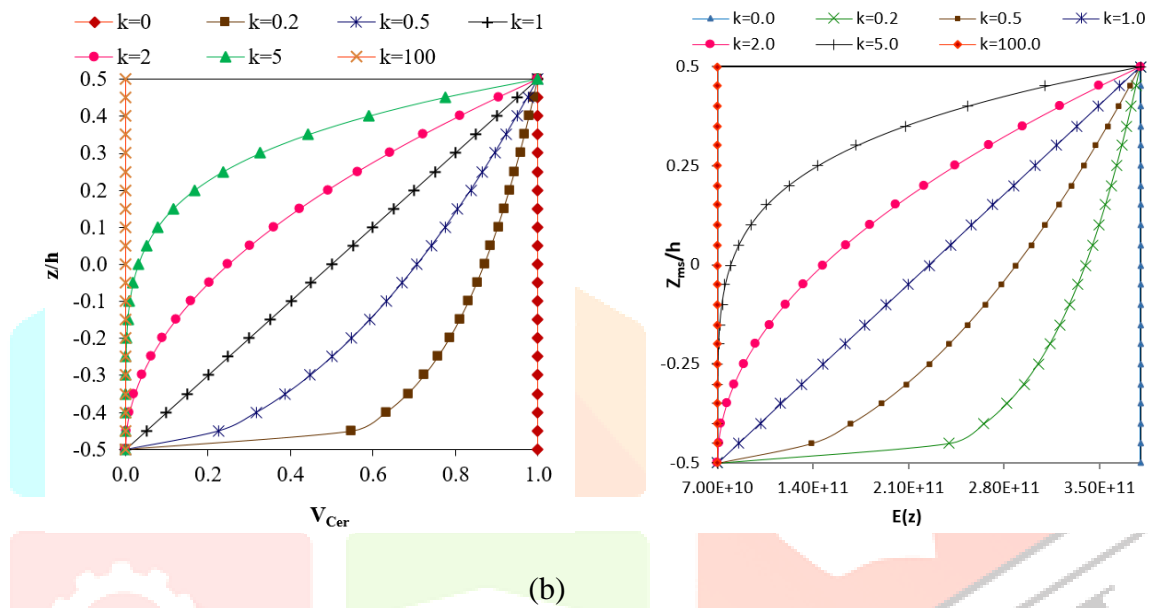 k=0 k=0.2 k=0.5 k=1
k=2 k=5 k=100
0.5
0.4
0.3
0.2
0.1
0.0
-0.1
-0.2
-0.3
-0.4
-0.5
z/h
0.0 0.2 0.4 0.6 0.8 1.0
V_Cer
k=0.0 k=0.2 k=0.5 k=1.0
k=2.0 k=5.0 k=100.0
0.5
0.25
0
-0.25
-0.5
Z_ms/h
7.00E+10 1.40E+11 2.10E+11 2.80E+11 3.50E+11
E(z)
(b)